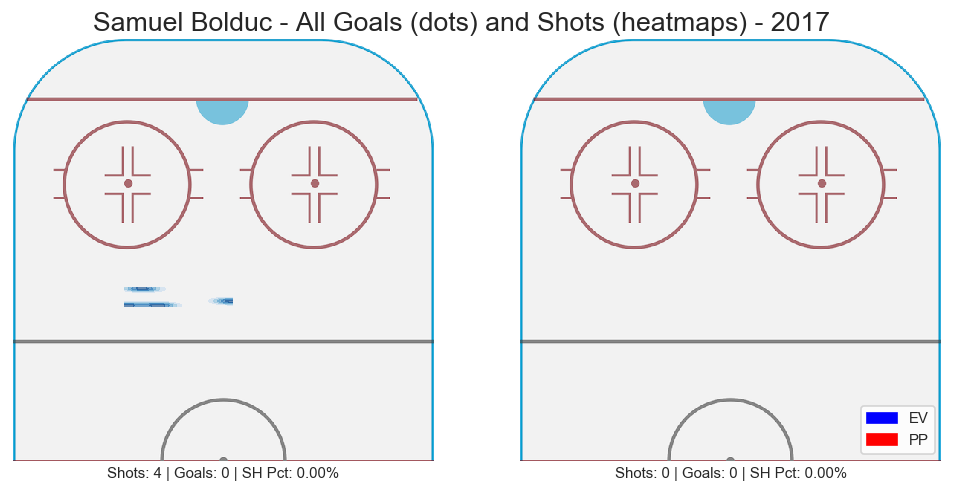 Samuel Bolduc - All Goals (dots) and Shots (heatmaps) - 2017
EV
PP
Shots: 4 | Goals: 0 | SH Pct: 0.00%
Shots: 0 | Goals: 0 | SH Pct: 0.00%